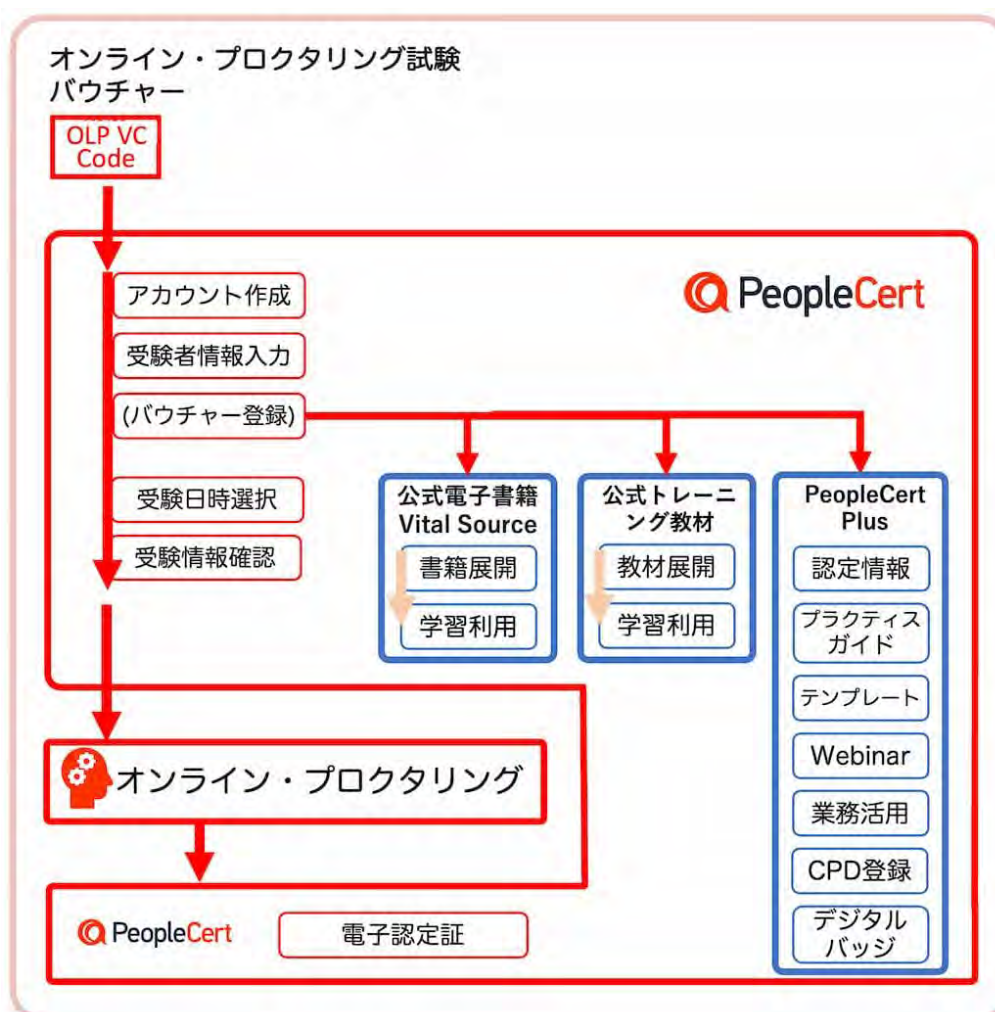 オンライン・プロクタリング試験
バウチャー
OLP VC
Code
PeopleCert
アカウント作成
受験者情報入力
(バウチャー登録)
受験日時選択
受験情報確認
公式電子書籍
Vital Source
書籍展開
学習利用
公式トレーニ
ング教材
教材展開
学習利用
PeopleCert
Plus
認定情報
プラクティス
ガイド
テンプレート
Webinar
業務活用
CPD登録
デジタル
バッジ
オンライン・プロクタリング
PeopleCert
電子認定証